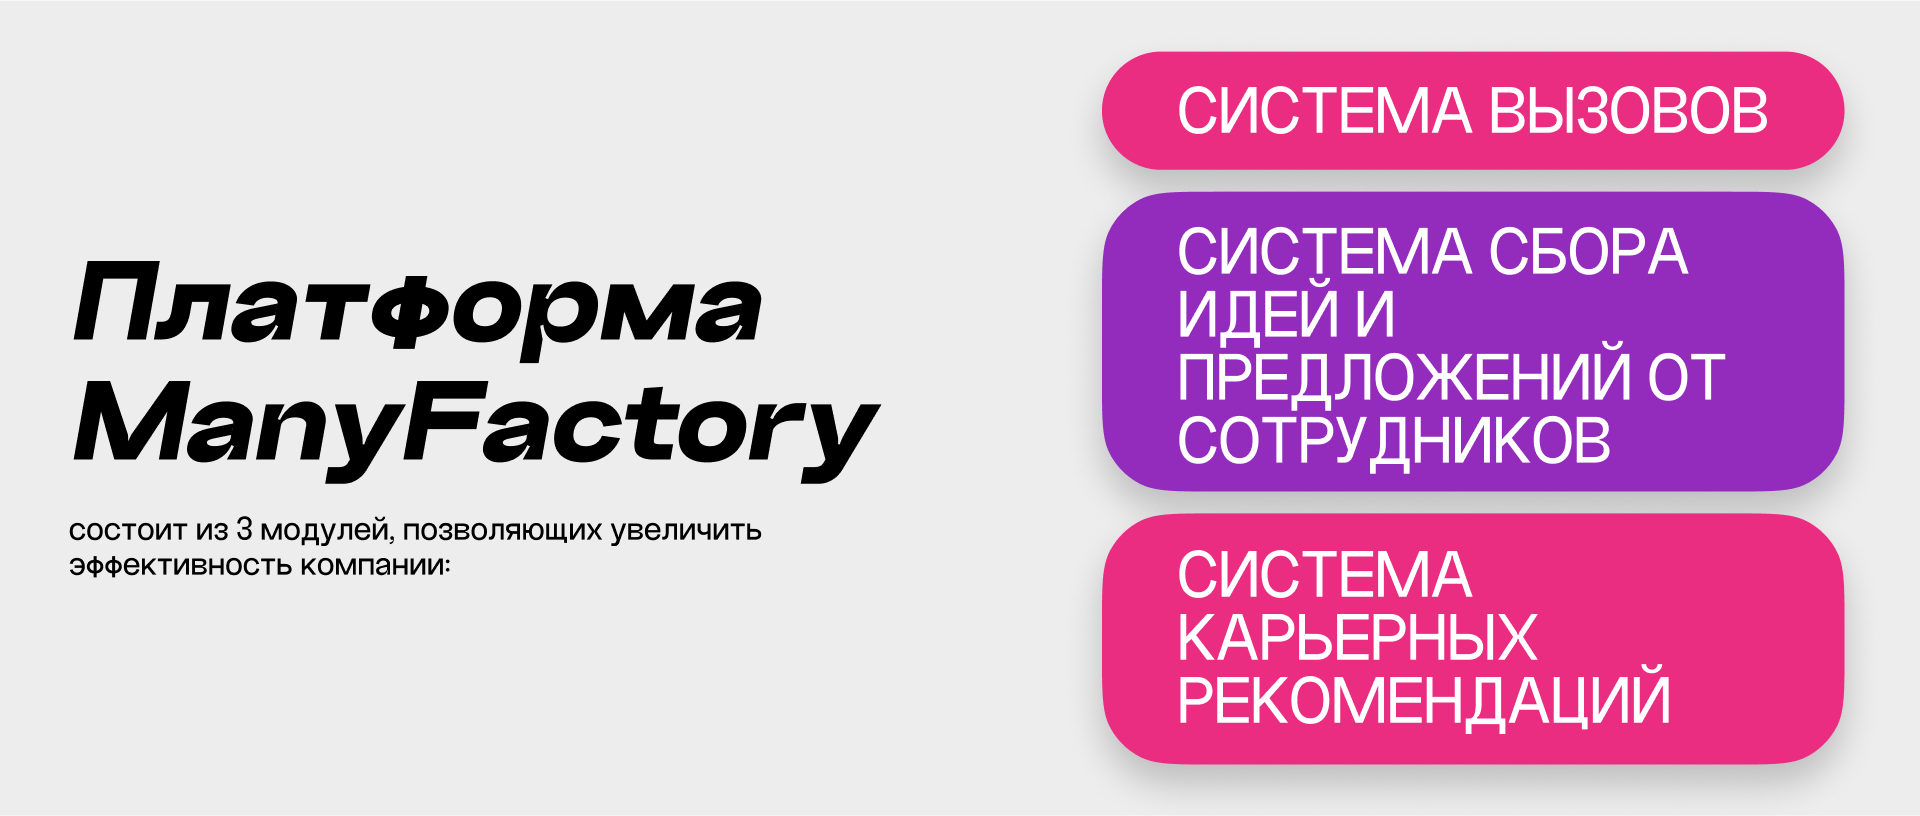 Платформа
ManyFactory
состоит из 3 модулей, позволяющих увеличить
эффективность компании:
СИСТЕМА ВЫЗОВОВ
СИСТЕМА СБОРА
ИДЕЙ И
ПРЕДЛОЖЕНИЙ ОТ
СОТРУДНИКОВ
СИСТЕМА
КАРЬЕРНЫХ
РЕКОМЕНДАЦИЙ